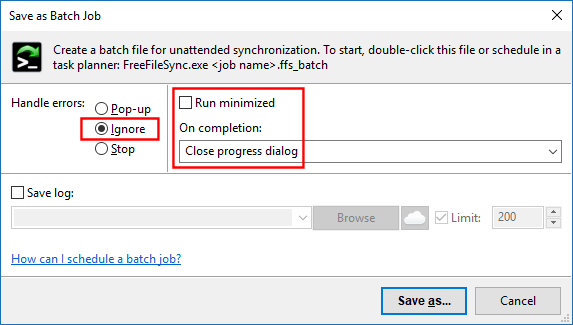 Save as Batch Job
Create a batch file for unattended synchronization. To start, double-click this file or schedule in a
task planner: FreeFileSync.exe <job name>.ffs_batch
Handle errors:
Pop-up
Ignore
Stop
Run minimized
On completion:
Close progress dialog
Save log:
Browse
Limit:
200
How can I schedule a batch job?
Save as...
Cancel